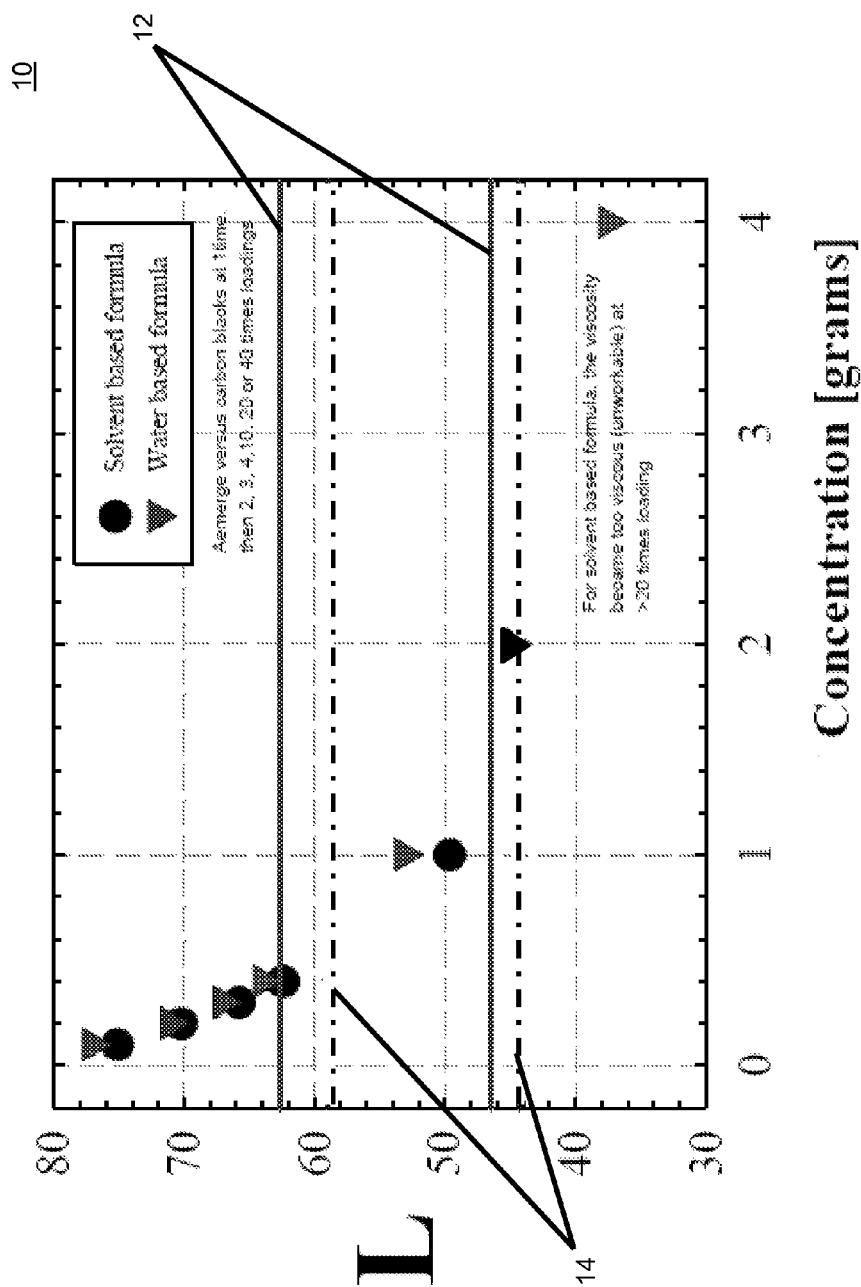 10
12
Solvent based formula
Water based formula
Aemerge versus carbon blacks at 1time,
then 2, 3, 4,10, 20 or 40 times loadings
For solvent based formula, the viscosity
became too viscous (unworkable) at
>20 times loading
80
70
60
50
40
30
L
0
1
2
3
4
Concentration [grams]
14